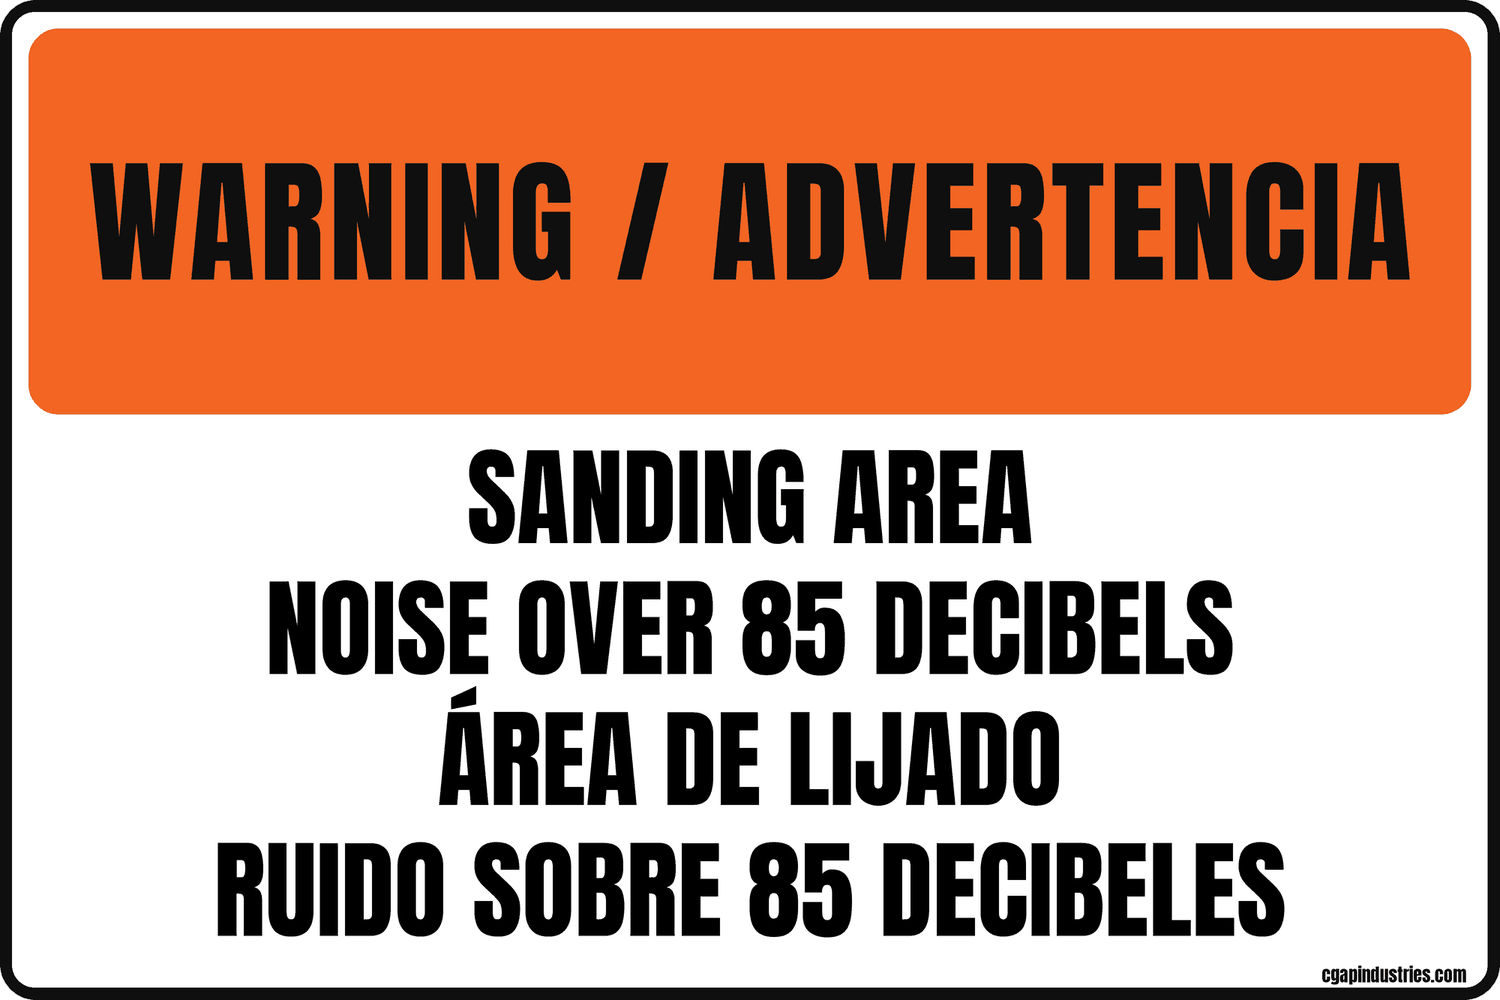 WARNING / ADVERTENCIA
SANDING AREA
NOISE OVER 85 DECIBELS
ÁREA DE LIJADO
RUIDO SOBRE 85 DECIBELES
cgapindustries.com